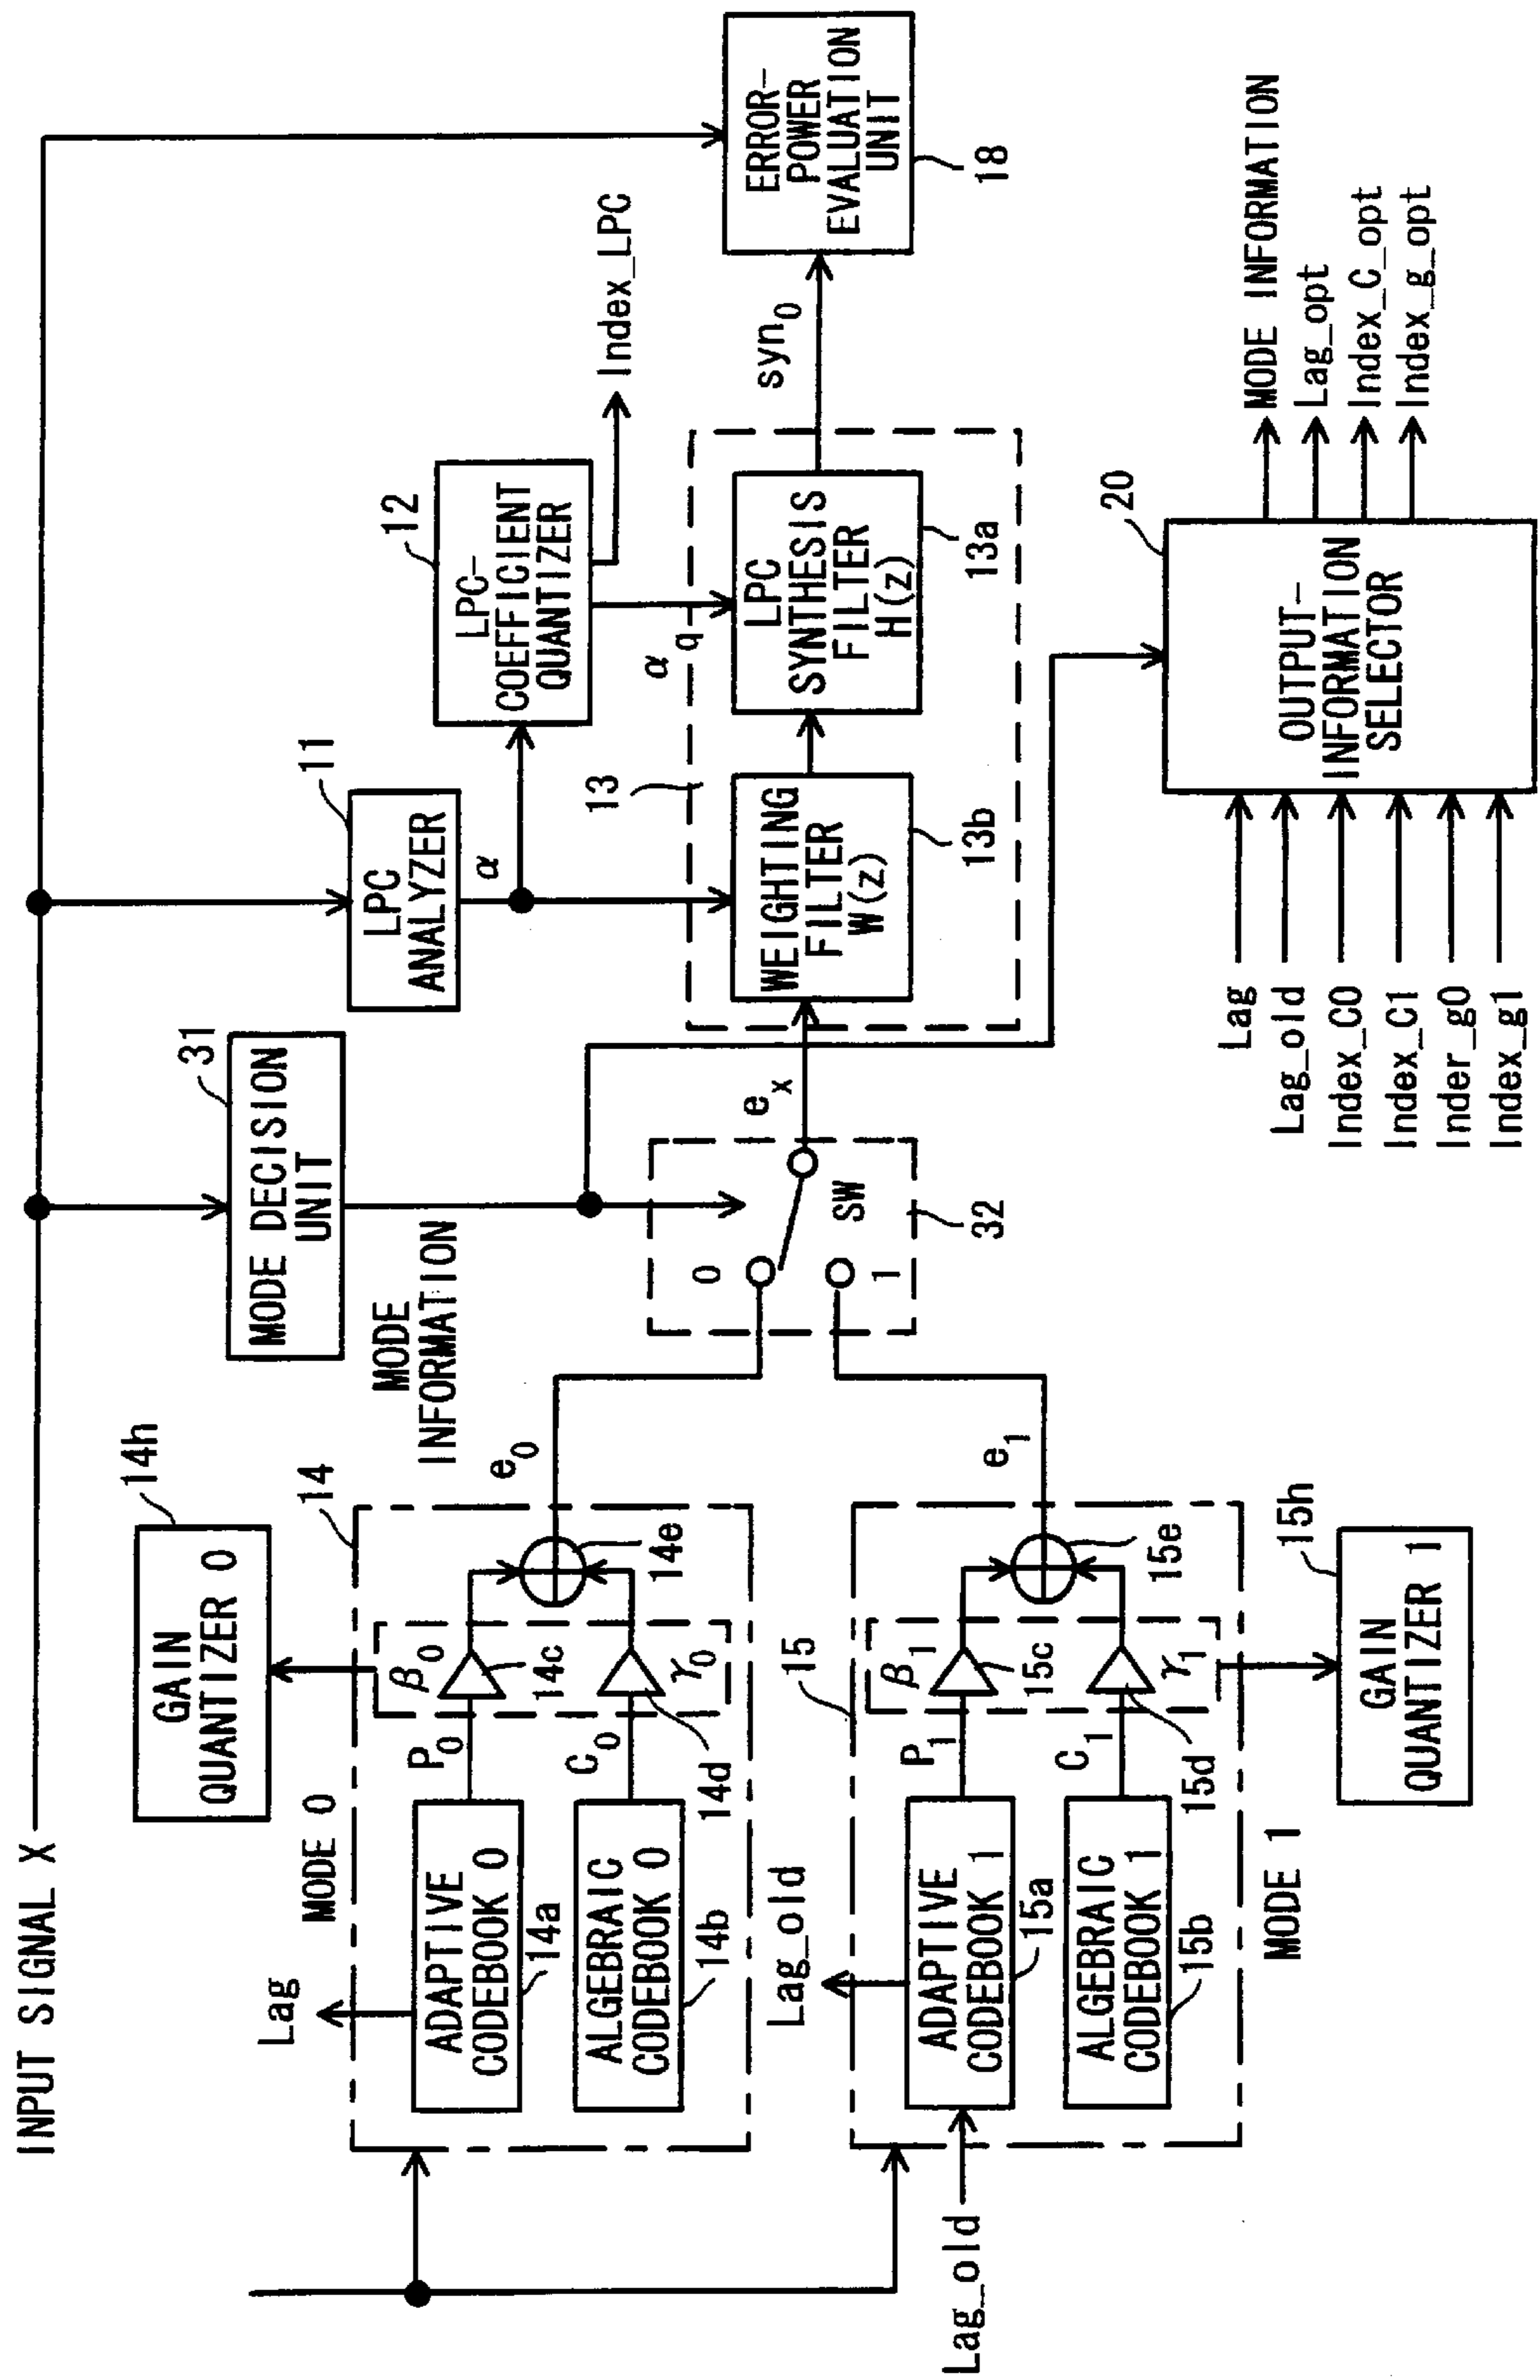 INPUT SIGNAL X
14h
GAIN
QUANTIZER 0
31
MODE DECISION
UNIT
11
LPC
ANALYZER
12
LPC-
COEFFICIENT
QUANTIZER
Index_LPC
ERROR-
POWER
EVALUATION
UNIT
18
MODE 0
14
Lag
ADAPTIVE
CODEBOOK 0
14a
P0
β0
14c
14e
e0
ALGEBRAIC
CODEBOOK 0
14b
C0
14d
γ0
MODE
INFORMATION
0
1
SW
32
ex
α
αq
13
WEIGHTING
FILTER
W(z)
13b
LPC
SYNTHESIS
FILTER
H(z)
13a
syn0
Lag_old
15
Lag_old
ADAPTIVE
CODEBOOK 1
15a
P1
β1
15c
15e
e1
ALGEBRAIC
CODEBOOK 1
15b
C1
15d
γ1
MODE 1
15h
GAIN
QUANTIZER 1
Lag
Lag_old
Index_C0
Index_C1
Inder_g0
Index_g1
20
OUTPUT-
INFORMATION
SELECTOR
MODE INFORMATION
Lag_opt
Index_C_opt
Index_g_opt